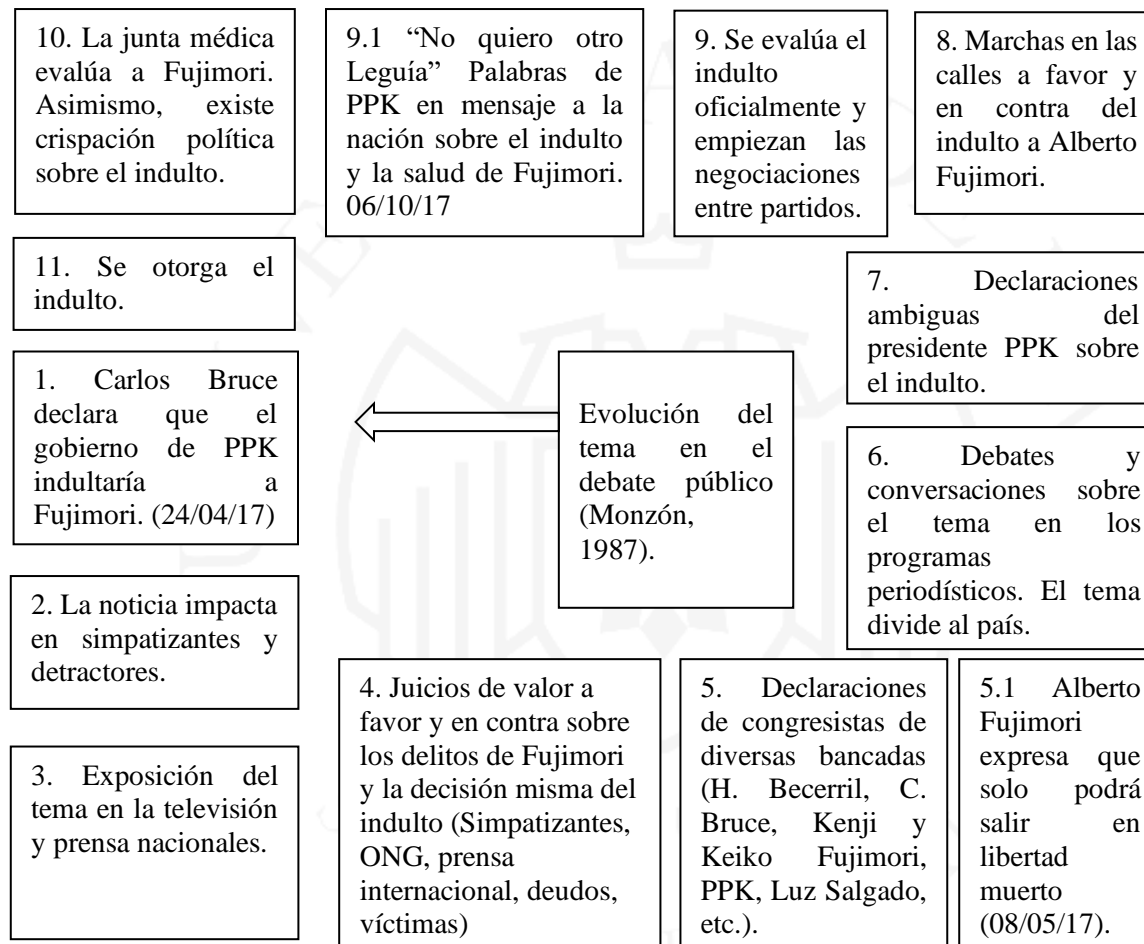 10. La junta médica
evalúa a Fujimori.
Asimismo, existe
crispación política
sobre el indulto.
9.1 “No quiero otro
Leguía” Palabras de
PPK en mensaje a la
nación sobre el indulto
y la salud de Fujimori.
06/10/17
9. Se evalúa el
indulto
oficialmente y
empiezan las
negociaciones
entre partidos.
8. Marchas en las
calles a favor y
en contra del
indulto a Alberto
Fujimori.
11. Se otorga el
indulto.
7. Declaraciones
ambiguas del
presidente PPK sobre
el indulto.
1. Carlos Bruce
declara que el
gobierno de PPK
indultaría a
Fujimori. (24/04/17)
Evolución del
tema en el
debate público
(Monzón,
1987).
6. Debates y
conversaciones sobre
el tema en los
programas
periodísticos. El tema
divide al país.
2. La noticia impacta
en simpatizantes y
detractores.
3. Exposición del
tema en la televisión
y prensa nacionales.
4. Juicios de valor a
favor y en contra sobre
los delitos de Fujimori
y la decisión misma del
indulto (Simpatizantes,
ONG, prensa
internacional, deudos,
víctimas)
5. Declaraciones
de congresistas de
diversas bancadas
(H. Becerril, C.
Bruce, Kenji y
Keiko Fujimori,
PPK, Luz Salgado,
etc.).
5.1 Alberto
Fujimori
expresa que
solo podrá
salir en
libertad
muerto
(08/05/17).